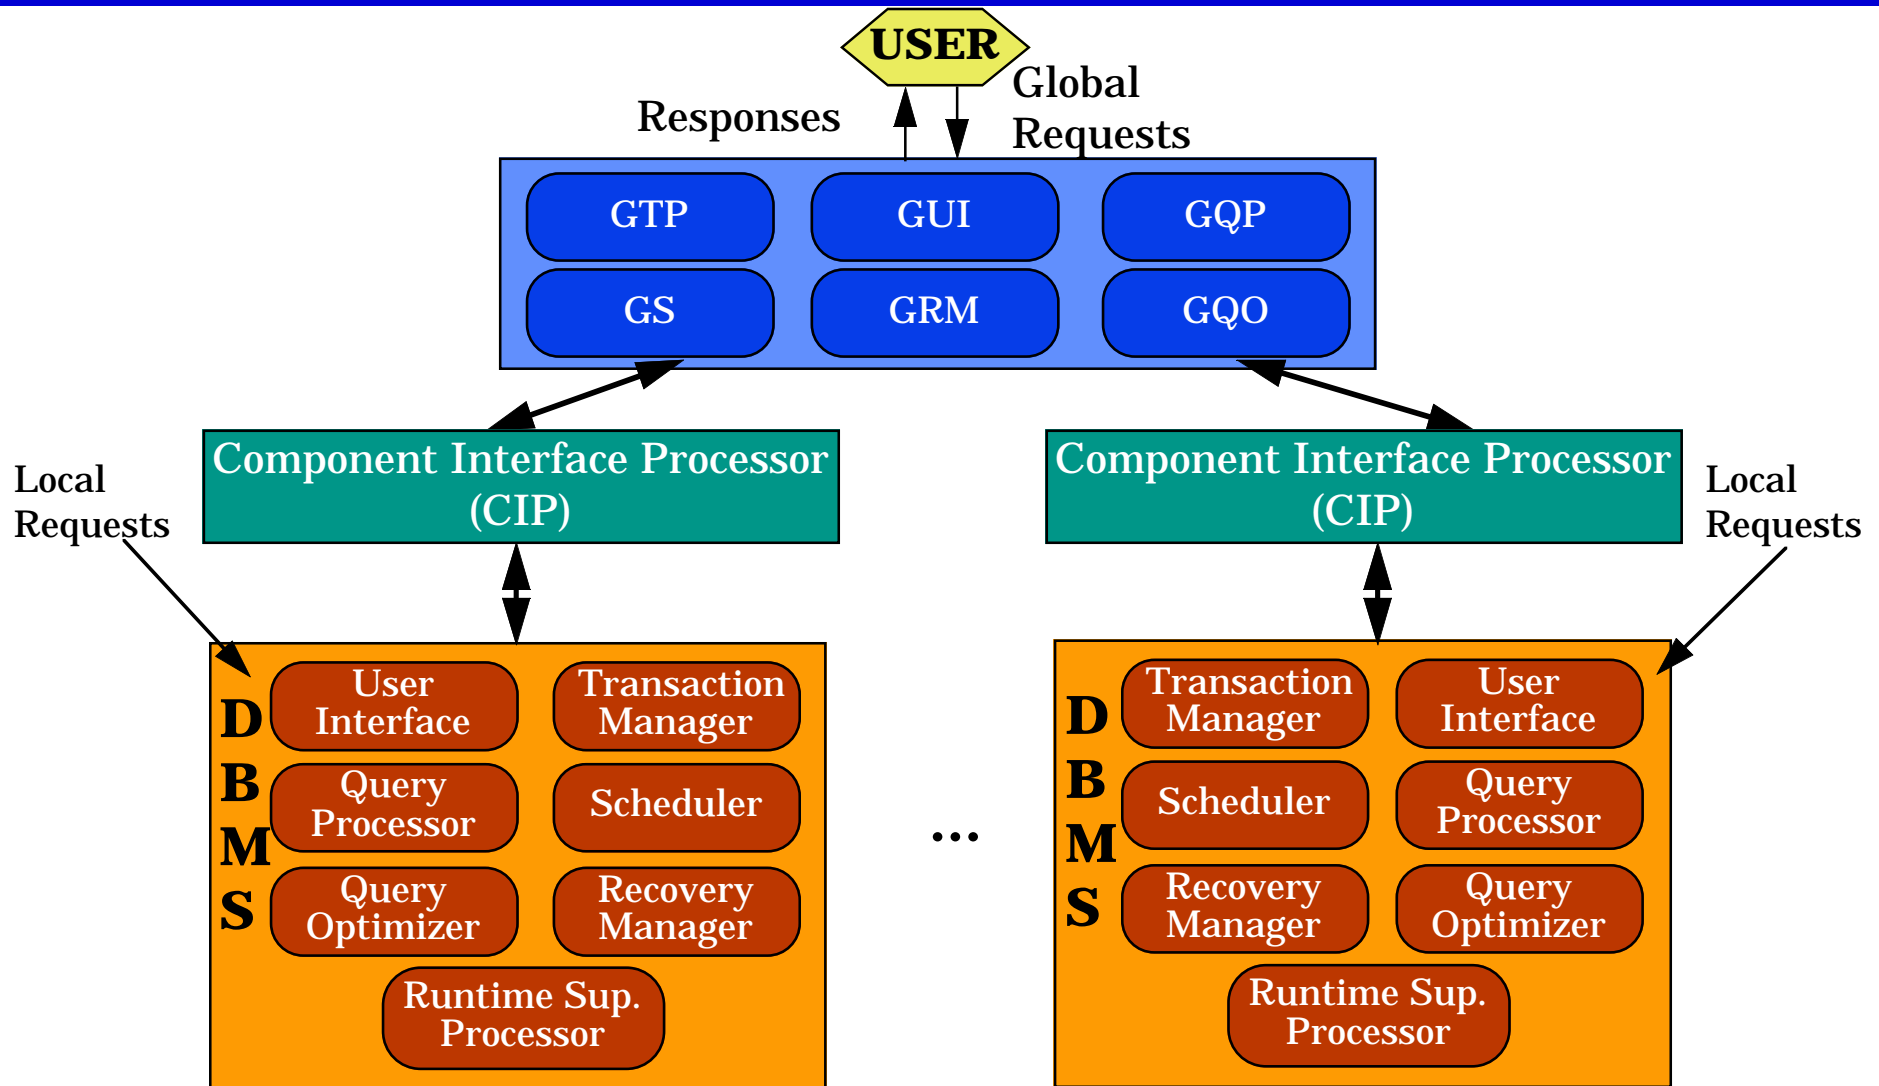 USER
Responses
Global
Requests
GTP
GUI
GQP
GS
GRM
GQO
Component Interface Processor
(CIP)
Component Interface Processor
(CIP)
Local
Requests
Local
Requests
D
B
M
S
User
Interface
Transaction
Manager
Query
Processor
Scheduler
Query
Optimizer
Recovery
Manager
Runtime Sup.
Processor
...
D
B
M
S
Transaction
Manager
User
Interface
Scheduler
Query
Processor
Recovery
Manager
Query
Optimizer
Runtime Sup.
Processor